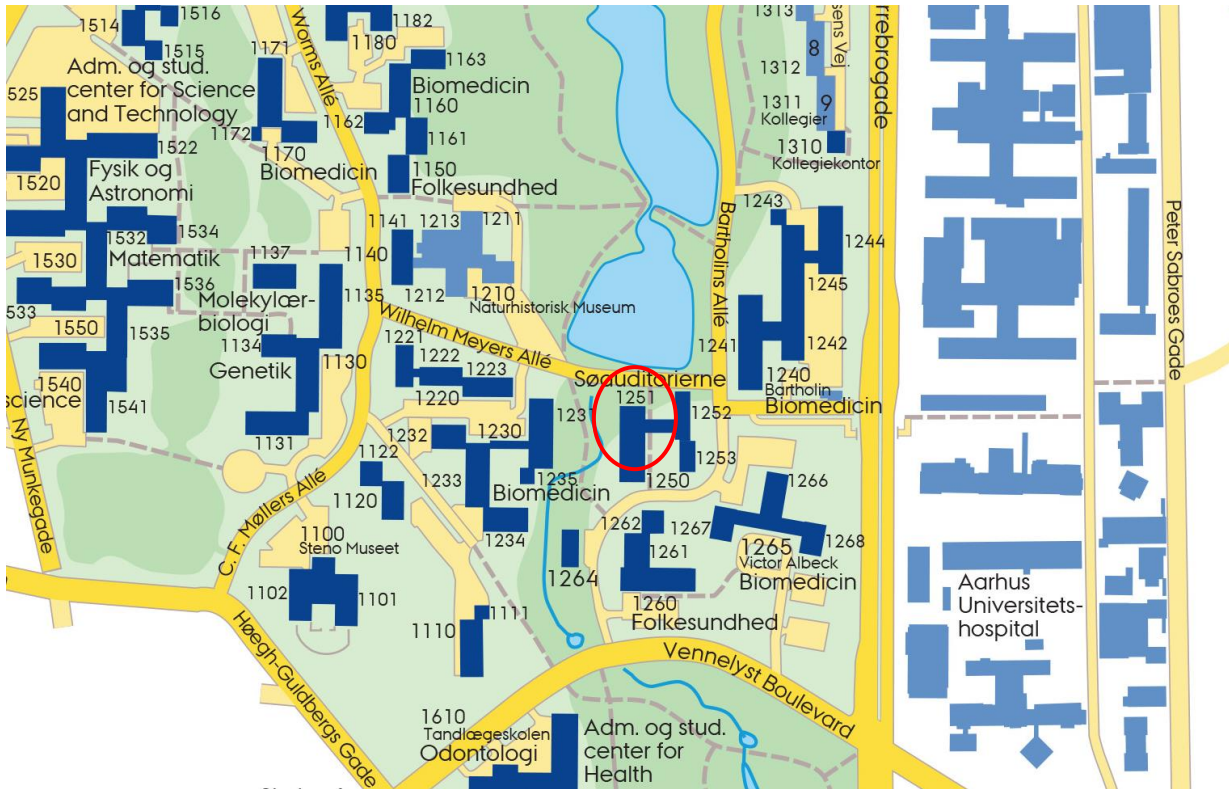 1514
1516
1515
Adm. og stud.
center for Science
and Technology
525
1522
1520
Fysik og
Astronomi
1532
1534
Matematik
1530
1536
533
1550
1535
1540
science
1541
Ny Munkegade
1171
1172
1170
Biomedicin
Worms Allé
1182
1180
1163
Biomedicin
1160
1162
1161
1150
Folkesundhed
1141
1213
1211
1140
1212
1210
Naturhistorisk Museum
1137
1135
Molekylær-
biologi
1134
1130
Genetik
1131
Wilhelm Meyers Allé
1221
1222
1223
1220
1231
1232
1230
1233
1235
Biomedicin
1234
1122
1120
C. F. Møllers Allé
1100
Steno Museet
1102
1101
1111
1110
Høegh-Guldbergs Gade
Søauditorierne
1251
1252
1253
1250
1266
1262
1267
1261
1265
1268
Victor Albeck
Biomedicin
1264
1260
Folkesundhed
Vennelyst Boulevard
1610
Tandlægeskolen
Odontologi
Adm. og stud.
center for
Health
1313
8
1312
sens Vej
1311
9
Kollegier
1310
Kollegiekontor
rrebrogade
Bartholins Allé
1243
1244
1245
1241
1242
1240
Bartholin
Biomedicin
Peter Sabroes Gade
Aarhus
Universitets-
hospital